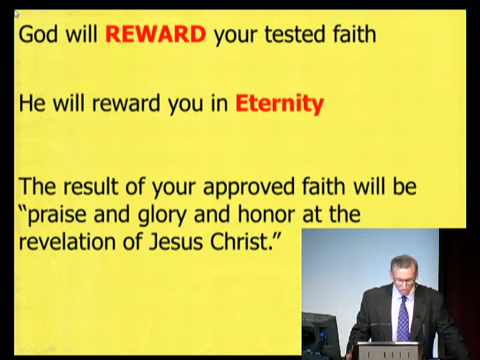 God will REWARD your tested faith
He will reward you in Eternity
The result of your approved faith will be
“praise and glory and honor at the
revelation of Jesus Christ.”